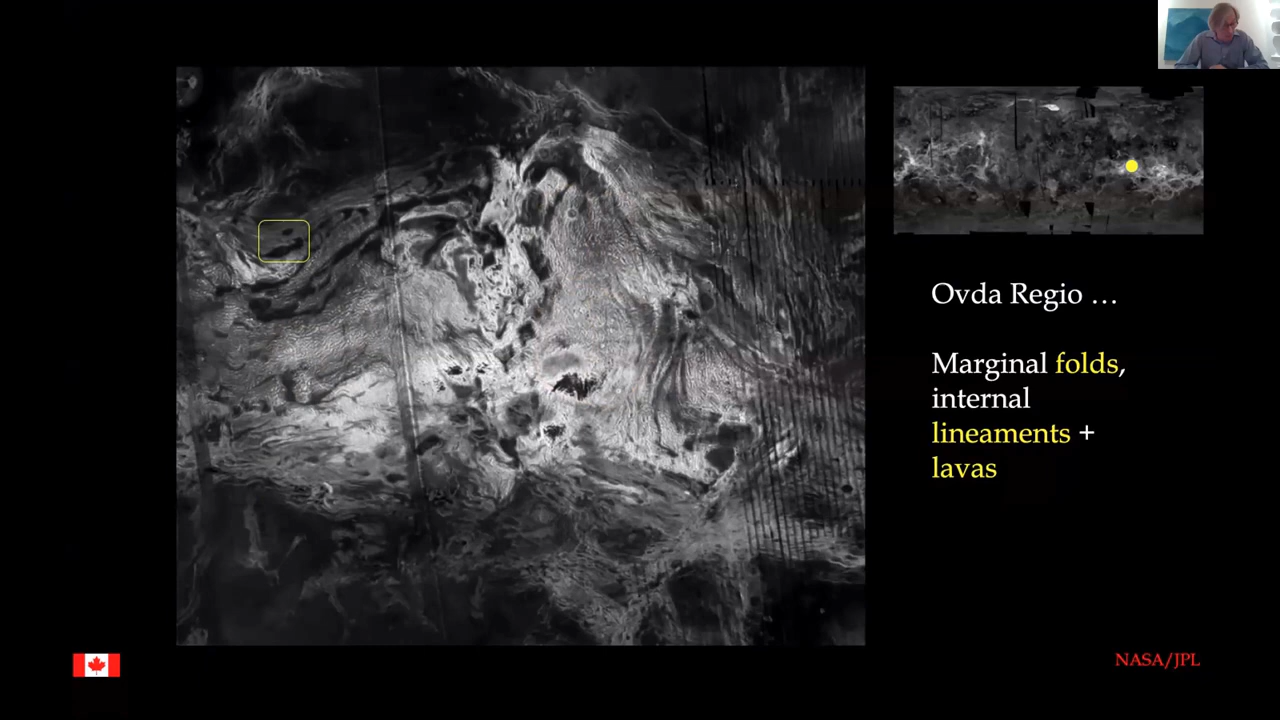 Ovda Regio …
Marginal folds,
internal
lineaments +
lavas
NASA/JPL